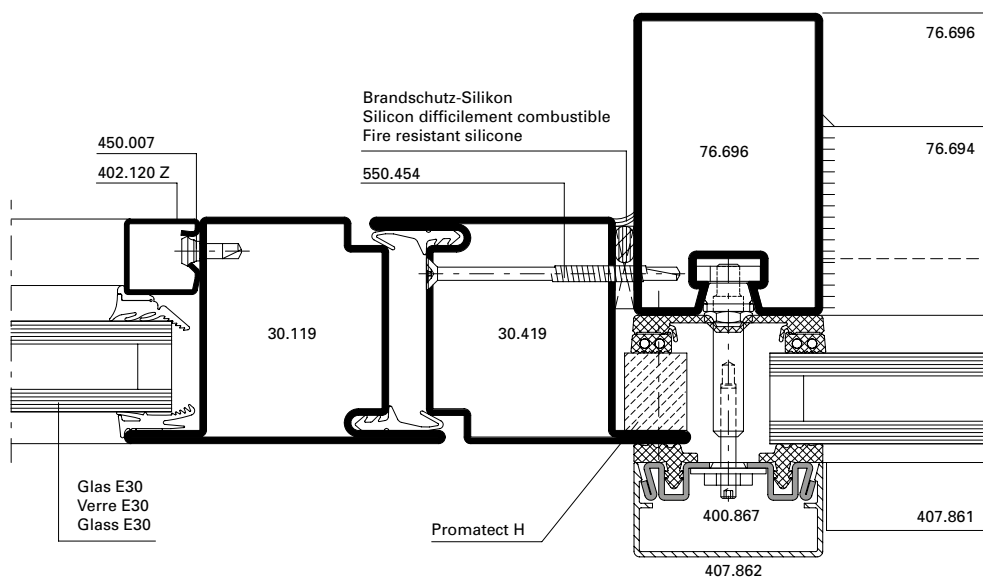 76.696
Brandschutz-Silikon
Silicon difficilement combustible
Fire resistant silicone
450.007
402.120 Z
550.454
76.696
76.694
30.119
30.419
Glas E30
Verre E30
Glass E30
Promatect H
400.867
407.861
407.862